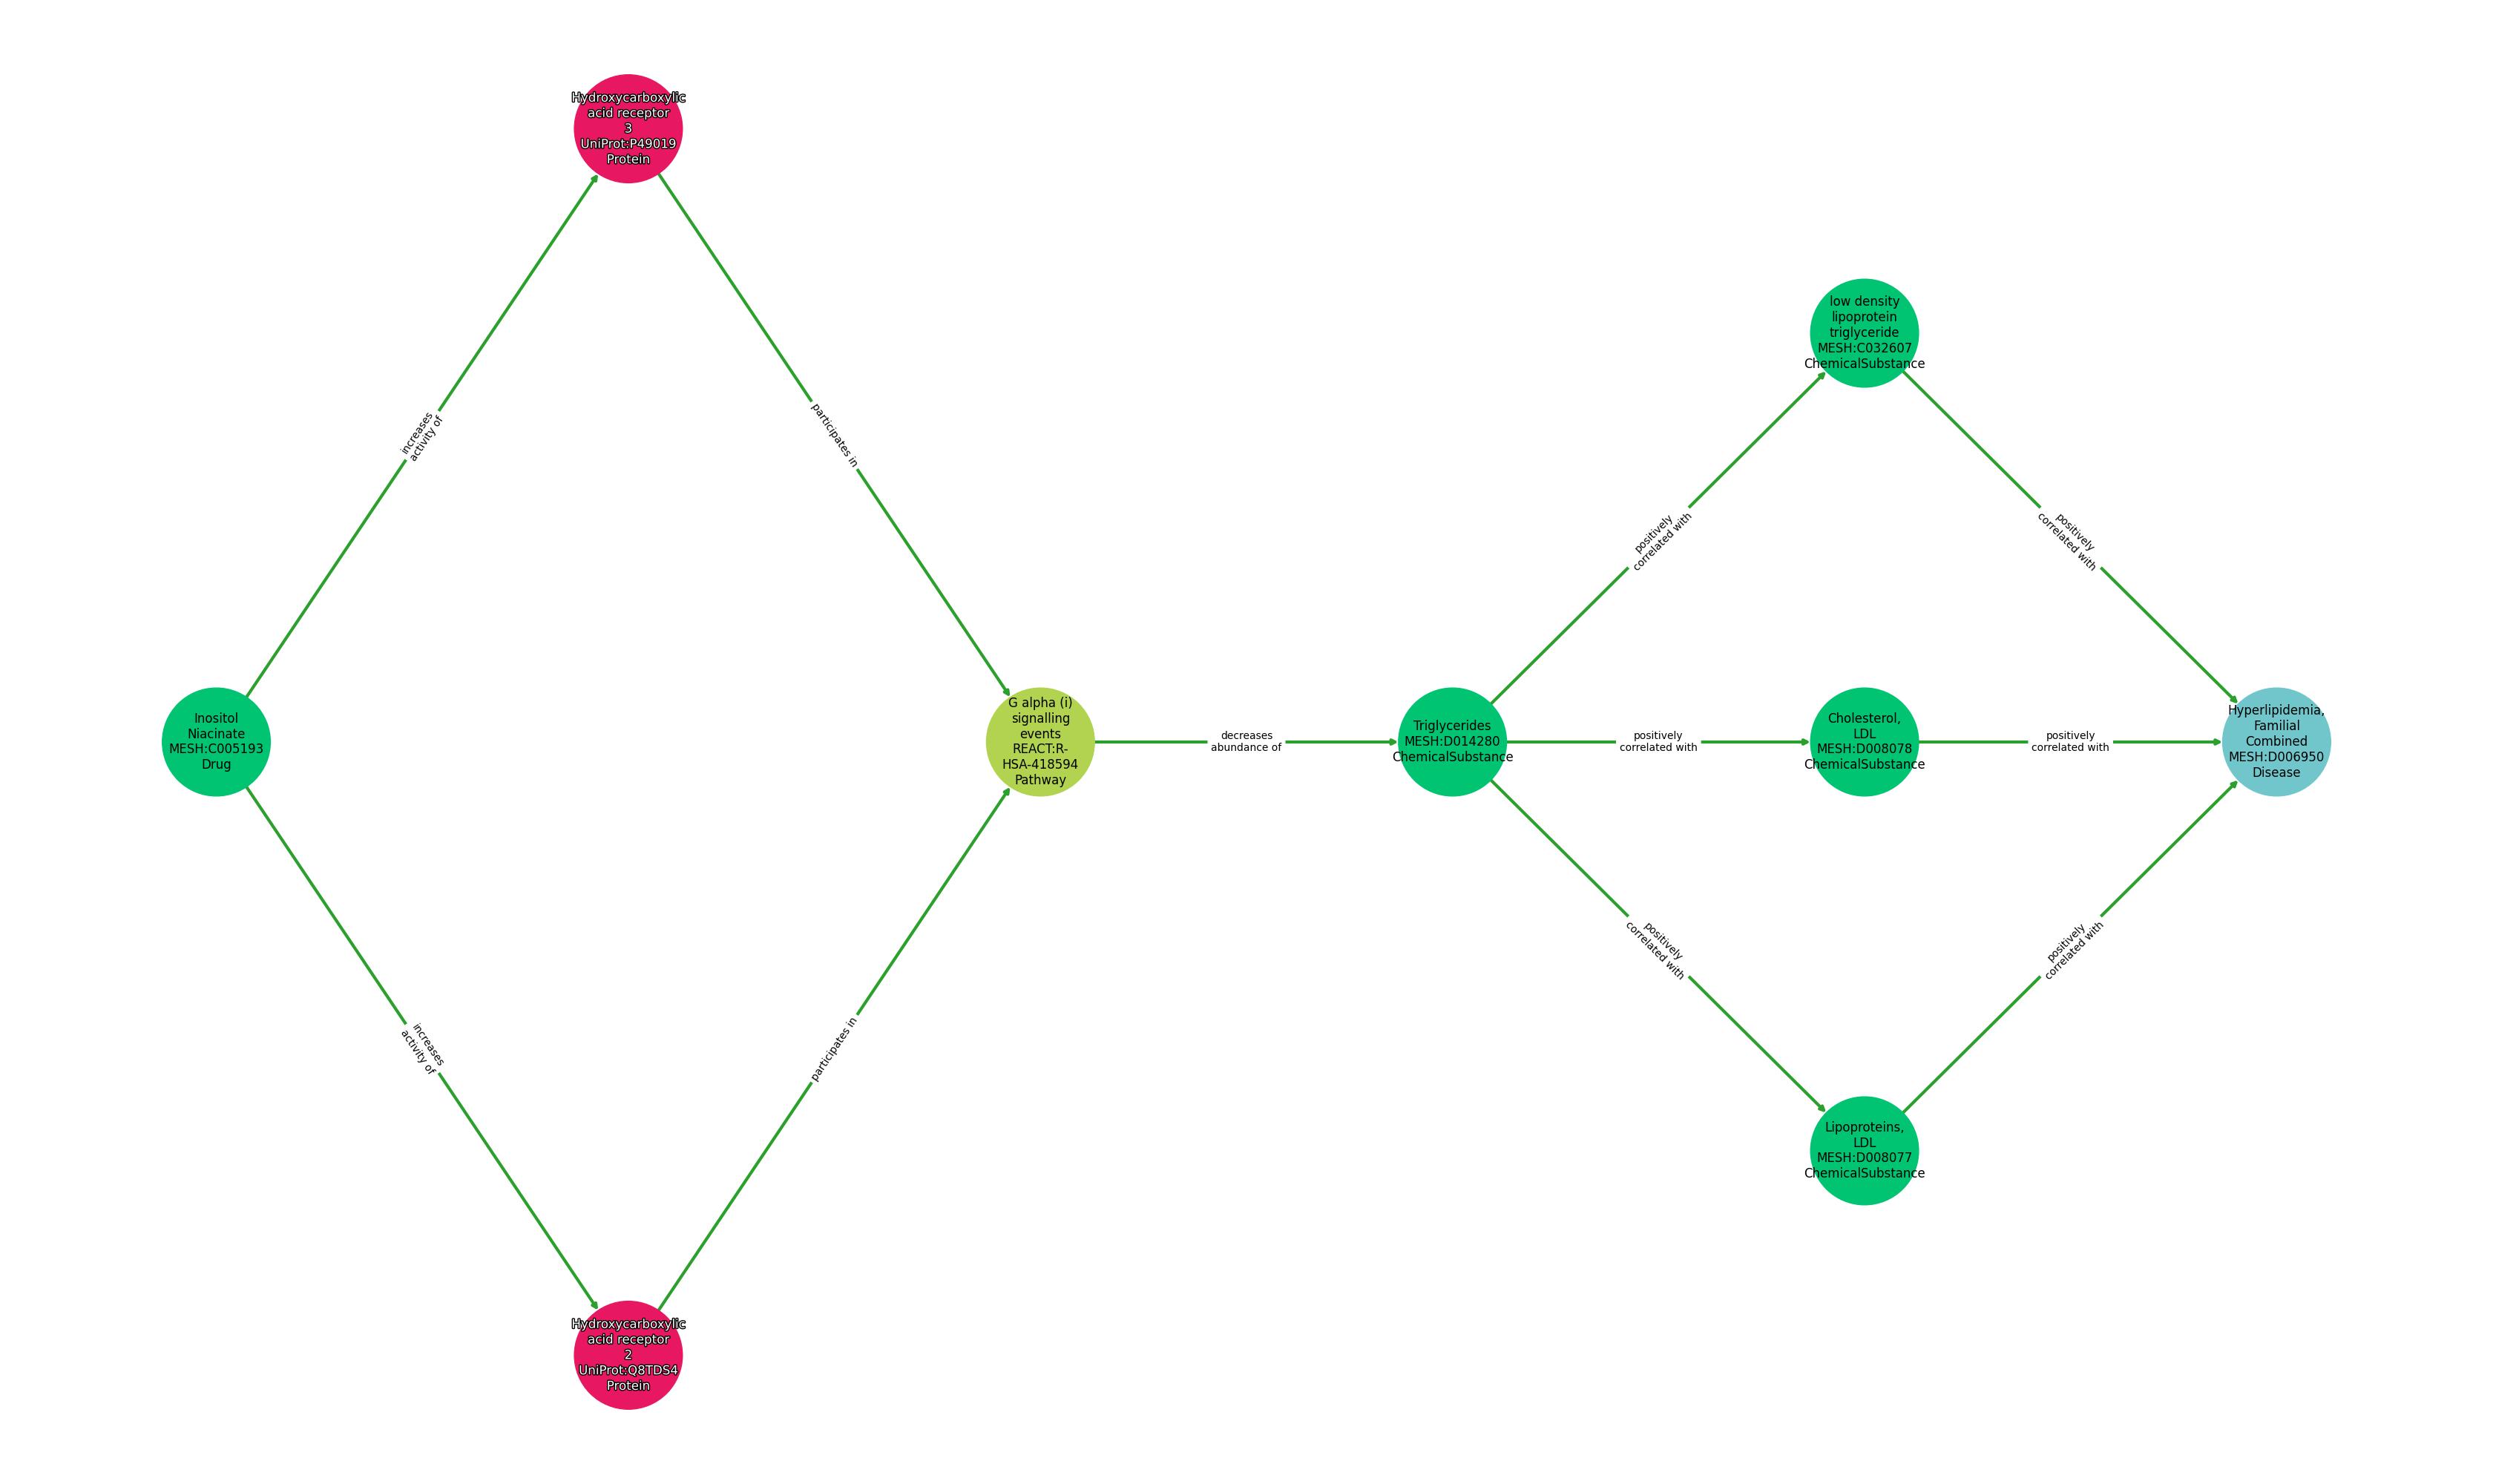 Hydroxycarboxylic
acid receptor
3
UniProt:P49019
Protein
low density
lipoprotein
triglyceride
MESH:C032607
ChemicalSubstance
increases
activity of
participates in
positively
correlated with
positively
correlated with
Inositol
Niacinate
MESH:C005193
Drug
G alpha (i)
signalling
events
REACT:R-
HSA-418594
Pathway
decreases
abundance of
Triglycerides
MESH:D014280
ChemicalSubstance
positively
correlated with
Cholesterol,
LDL
MESH:D008078
ChemicalSubstance
positively
correlated with
Hyperlipidemia,
Familial
Combined
MESH:D006950
Disease
increases
activity of
participates in
positively
correlated with
positively
correlated with
Lipoproteins,
LDL
MESH:D008077
ChemicalSubstance
Hydroxycarboxylic
acid receptor
2
UniProt:Q8TDS4
Protein